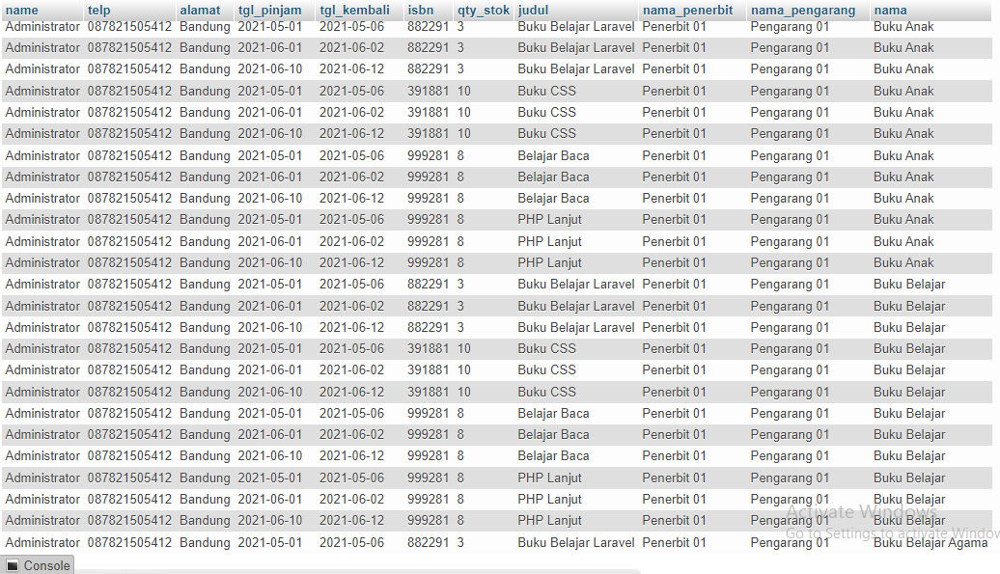 name telp alamat tgl_pinjam tgl_kembali isbn qty_stok judul nama_penerbit nama_pengarang nama
Administrator 087821505412 Bandung 2021-05-01 2021-05-06 882291 3 Buku Belajar Laravel Penerbit 01 Pengarang 01 Buku Anak
Administrator 087821505412 Bandung 2021-06-01 2021-06-02 882291 3 Buku Belajar Laravel Penerbit 01 Pengarang 01 Buku Anak
Administrator 087821505412 Bandung 2021-06-10 2021-06-12 882291 3 Buku Belajar Laravel Penerbit 01 Pengarang 01 Buku Anak
Administrator 087821505412 Bandung 2021-05-01 2021-05-06 391881 10 Buku CSS Penerbit 01 Pengarang 01 Buku Anak
Administrator 087821505412 Bandung 2021-06-01 2021-06-02 391881 10 Buku CSS Penerbit 01 Pengarang 01 Buku Anak
Administrator 087821505412 Bandung 2021-06-10 2021-06-12 391881 10 Buku CSS Penerbit 01 Pengarang 01 Buku Anak
Administrator 087821505412 Bandung 2021-05-01 2021-05-06 999281 8 Belajar Baca Penerbit 01 Pengarang 01 Buku Anak
Administrator 087821505412 Bandung 2021-06-01 2021-06-02 999281 8 Belajar Baca Penerbit 01 Pengarang 01 Buku Anak
Administrator 087821505412 Bandung 2021-06-10 2021-06-12 999281 8 Belajar Baca Penerbit 01 Pengarang 01 Buku Anak
Administrator 087821505412 Bandung 2021-05-01 2021-05-06 999281 8 PHP Lanjut Penerbit 01 Pengarang 01 Buku Anak
Administrator 087821505412 Bandung 2021-06-01 2021-06-02 999281 8 PHP Lanjut Penerbit 01 Pengarang 01 Buku Anak
Administrator 087821505412 Bandung 2021-06-10 2021-06-12 999281 8 PHP Lanjut Penerbit 01 Pengarang 01 Buku Anak
Administrator 087821505412 Bandung 2021-05-01 2021-05-06 882291 3 Buku Belajar Laravel Penerbit 01 Pengarang 01 Buku Belajar
Administrator 087821505412 Bandung 2021-06-01 2021-06-02 882291 3 Buku Belajar Laravel Penerbit 01 Pengarang 01 Buku Belajar
Administrator 087821505412 Bandung 2021-06-10 2021-06-12 882291 3 Buku Belajar Laravel Penerbit 01 Pengarang 01 Buku Belajar
Administrator 087821505412 Bandung 2021-05-01 2021-05-06 391881 10 Buku CSS Penerbit 01 Pengarang 01 Buku Belajar
Administrator 087821505412 Bandung 2021-06-01 2021-06-02 391881 10 Buku CSS Penerbit 01 Pengarang 01 Buku Belajar
Administrator 087821505412 Bandung 2021-06-10 2021-06-12 391881 10 Buku CSS Penerbit 01 Pengarang 01 Buku Belajar
Administrator 087821505412 Bandung 2021-05-01 2021-05-06 999281 8 Belajar Baca Penerbit 01 Pengarang 01 Buku Belajar
Administrator 087821505412 Bandung 2021-06-01 2021-06-02 999281 8 Belajar Baca Penerbit 01 Pengarang 01 Buku Belajar
Administrator 087821505412 Bandung 2021-06-10 2021-06-12 999281 8 Belajar Baca Penerbit 01 Pengarang 01 Buku Belajar
Administrator 087821505412 Bandung 2021-05-01 2021-05-06 999281 8 PHP Lanjut Penerbit 01 Pengarang 01 Buku Belajar
Administrator 087821505412 Bandung 2021-06-01 2021-06-02 999281 8 PHP Lanjut Penerbit 01 Pengarang 01 Buku Belajar
Administrator 087821505412 Bandung 2021-06-10 2021-06-12 999281 8 PHP Lanjut Penerbit 01 Pengarang 01 Buku Belajar
Administrator 087821505412 Bandung 2021-05-01 2021-05-06 882291 3 Buku Belajar Laravel Penerbit 01 Pengarang 01 Buku Belajar Agama
Activate Windows
Go to Settings to activate Window
Console